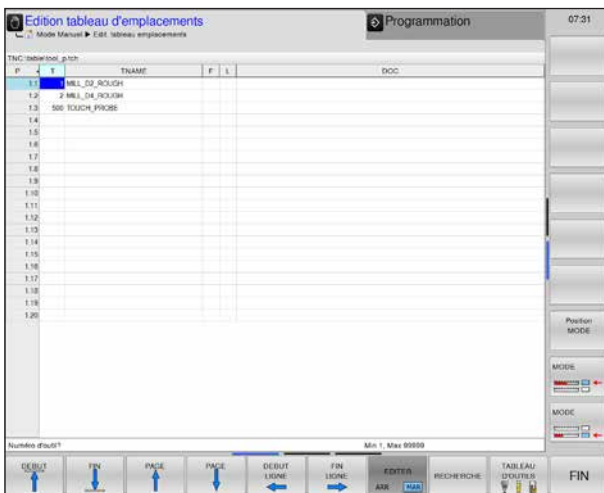 Edition tableau d'emplacements
Mode Manuel ▶ Edit. tableau emplacements
Programmation
07:31
TNC:\table\tool_p.tch
P T TNAME F L DOC
1.1 1 MILL_D2_ROUGH
1.2 2 MILL_D4_ROUGH
1.3 500 TOUCH_PROBE
1.4
1.5
1.6
1.7
1.8
1.9
1.10
1.11
1.12
1.13
1.14
1.15
1.16
1.17
1.18
1.19
1.20
Position
MODE
MODE
MODE
Numéro d'outil?
Min 1, Max 99999
DEBUT
FIN
PAGE
PAGE
DEBUT
LIGNE
FIN
LIGNE
EDITER
ARR MAR
RECHERCHE
TABLEAU
D'OUTILS
FIN